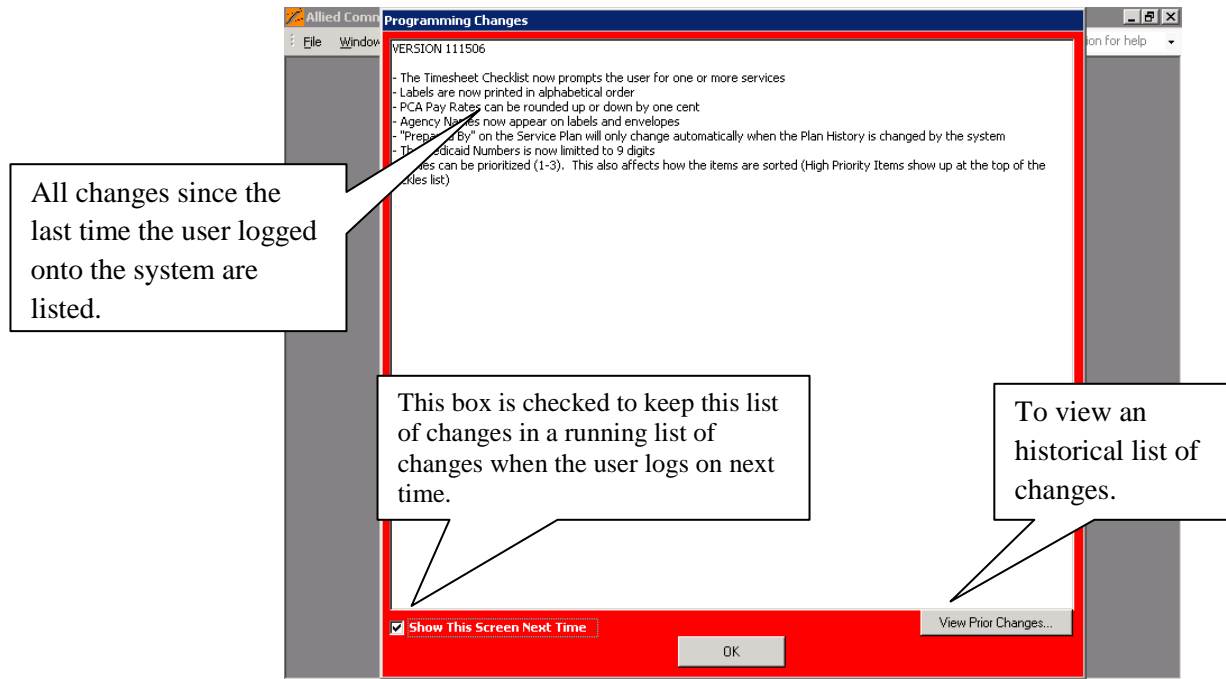 Allied Comm
Programming Changes
File Window
ion for help
VERSION 111506
- The Timesheet Checklist now prompts the user for one or more services
- Labels are now printed in alphabetical order
- PCA Pay Rates can be rounded up or down by one cent
- Agency Names now appear on labels and envelopes
- "Prepared By" on the Service Plan will only change automatically when the Plan History is changed by the system
- The Medicaid Numbers is now limitted to 9 digits
can be prioritized (1-3). This also affects how the items are sorted (High Priority Items show up at the top of the
list)
All changes since the
last time the user logged
onto the system are
listed.
This box is checked to keep this list
of changes in a running list of
changes when the user logs on next
time.
To view an
historical list of
changes.
Show This Screen Next Time
View Prior Changes...
OK